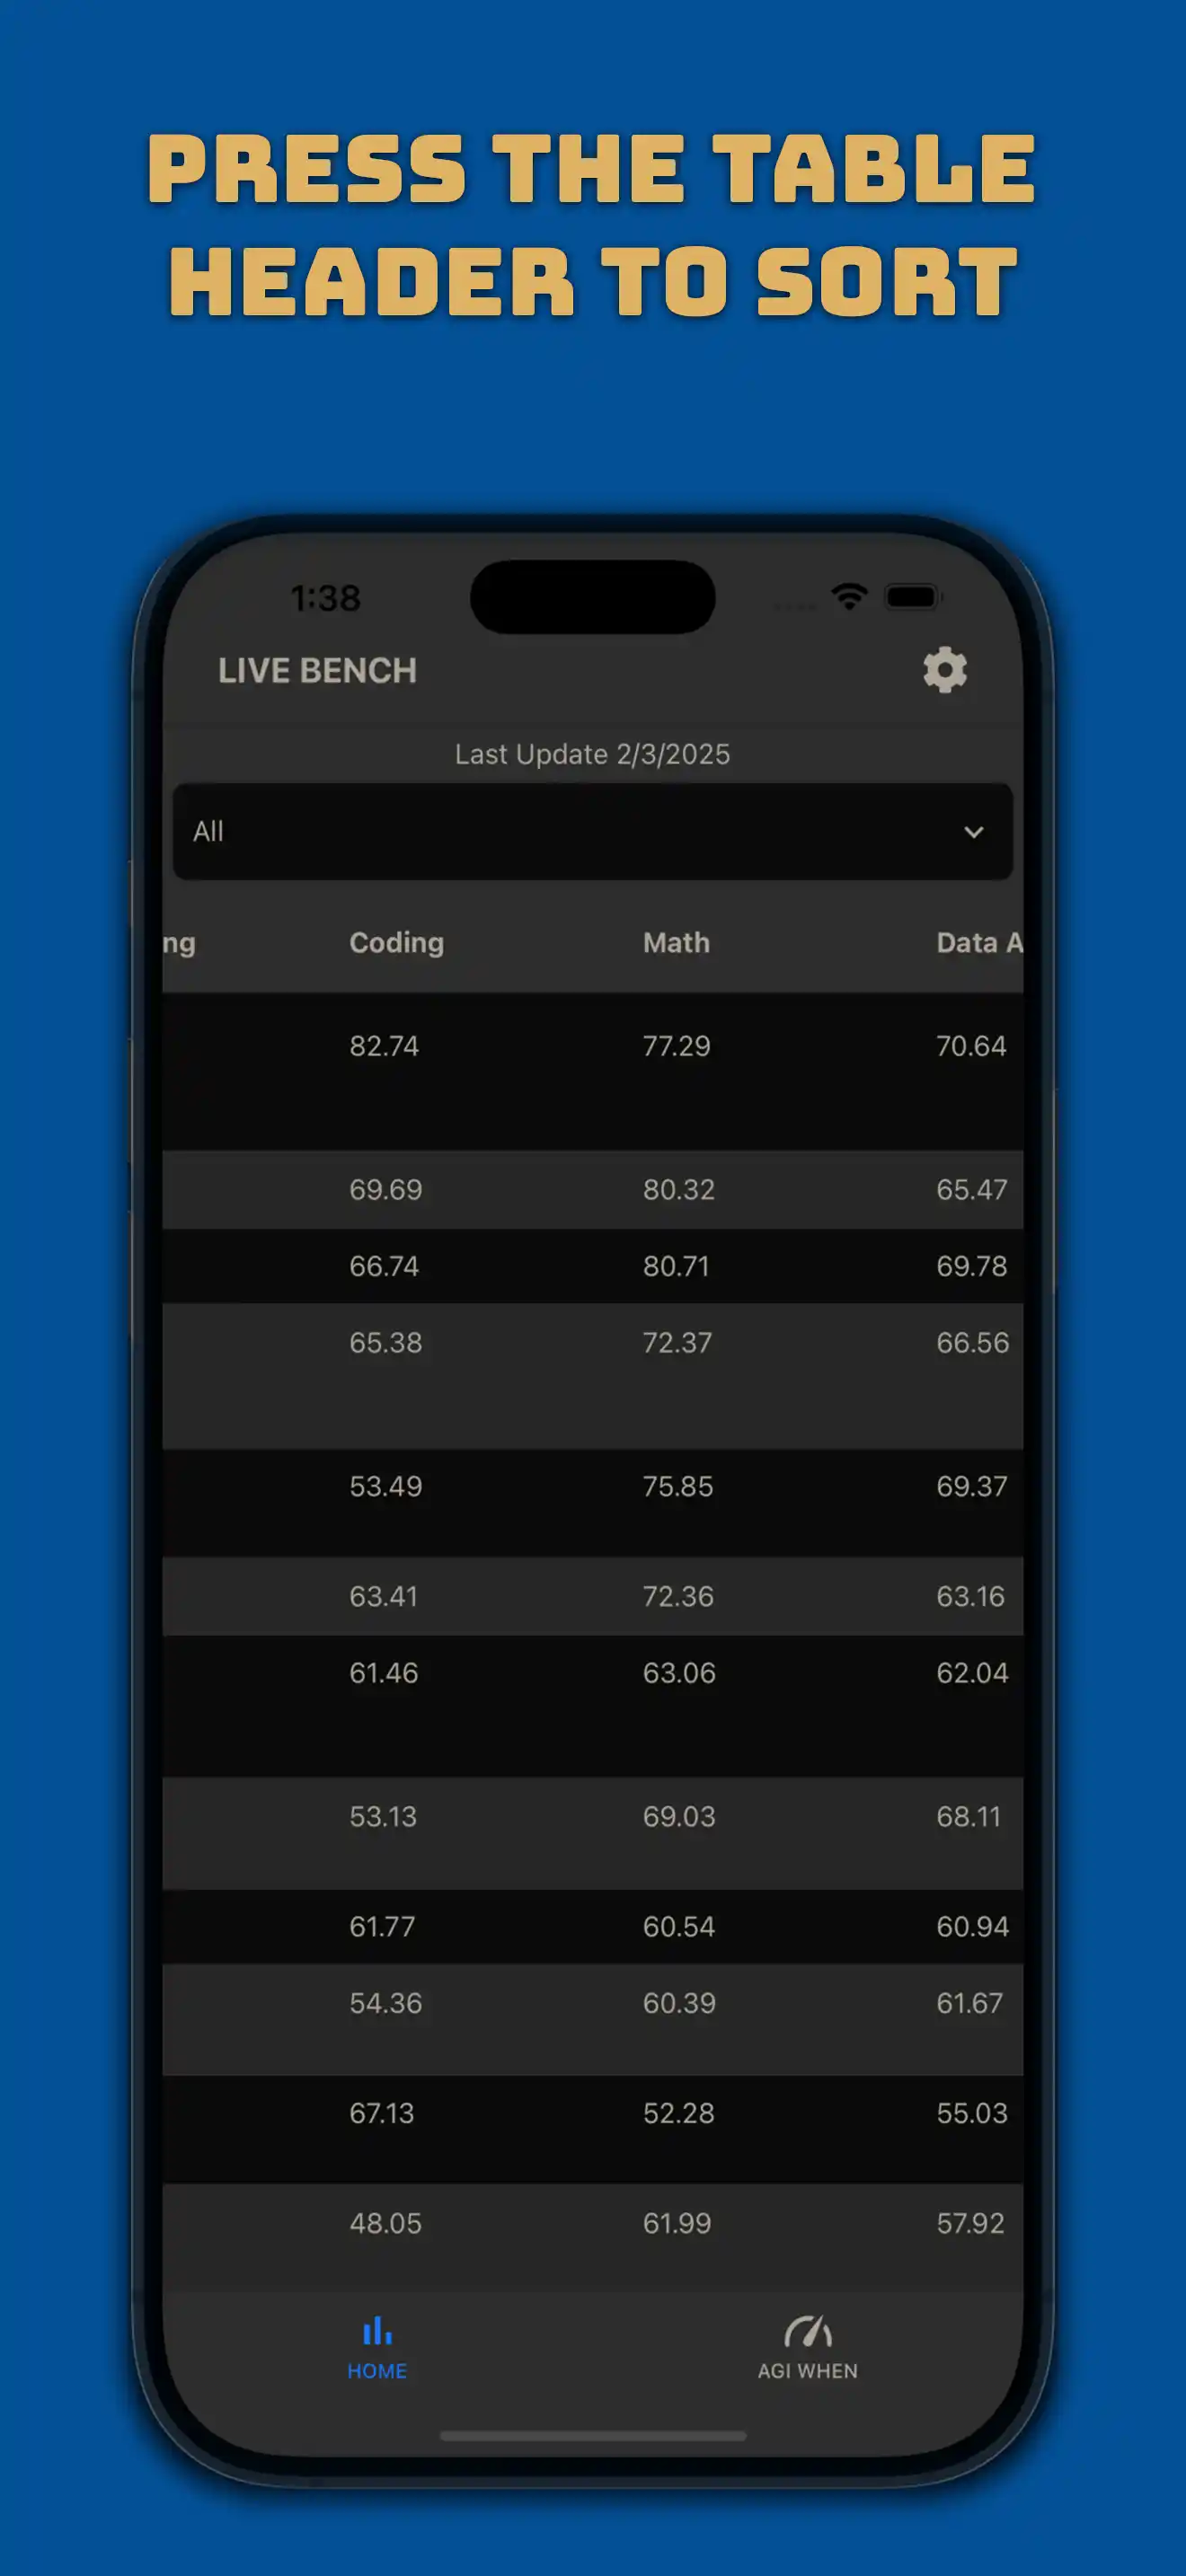 PRESS THE TABLE
HEADER TO SORT
1:38
LIVE BENCH
Last Update 2/3/2025
All
ng Coding Math Data A
82.74 77.29 70.64
69.69 80.32 65.47
66.74 80.71 69.78
65.38 72.37 66.56
53.49 75.85 69.37
63.41 72.36 63.16
61.46 63.06 62.04
53.13 69.03 68.11
61.77 60.54 60.94
54.36 60.39 61.67
67.13 52.28 55.03
48.05 61.99 57.92
HOME AGI WHEN